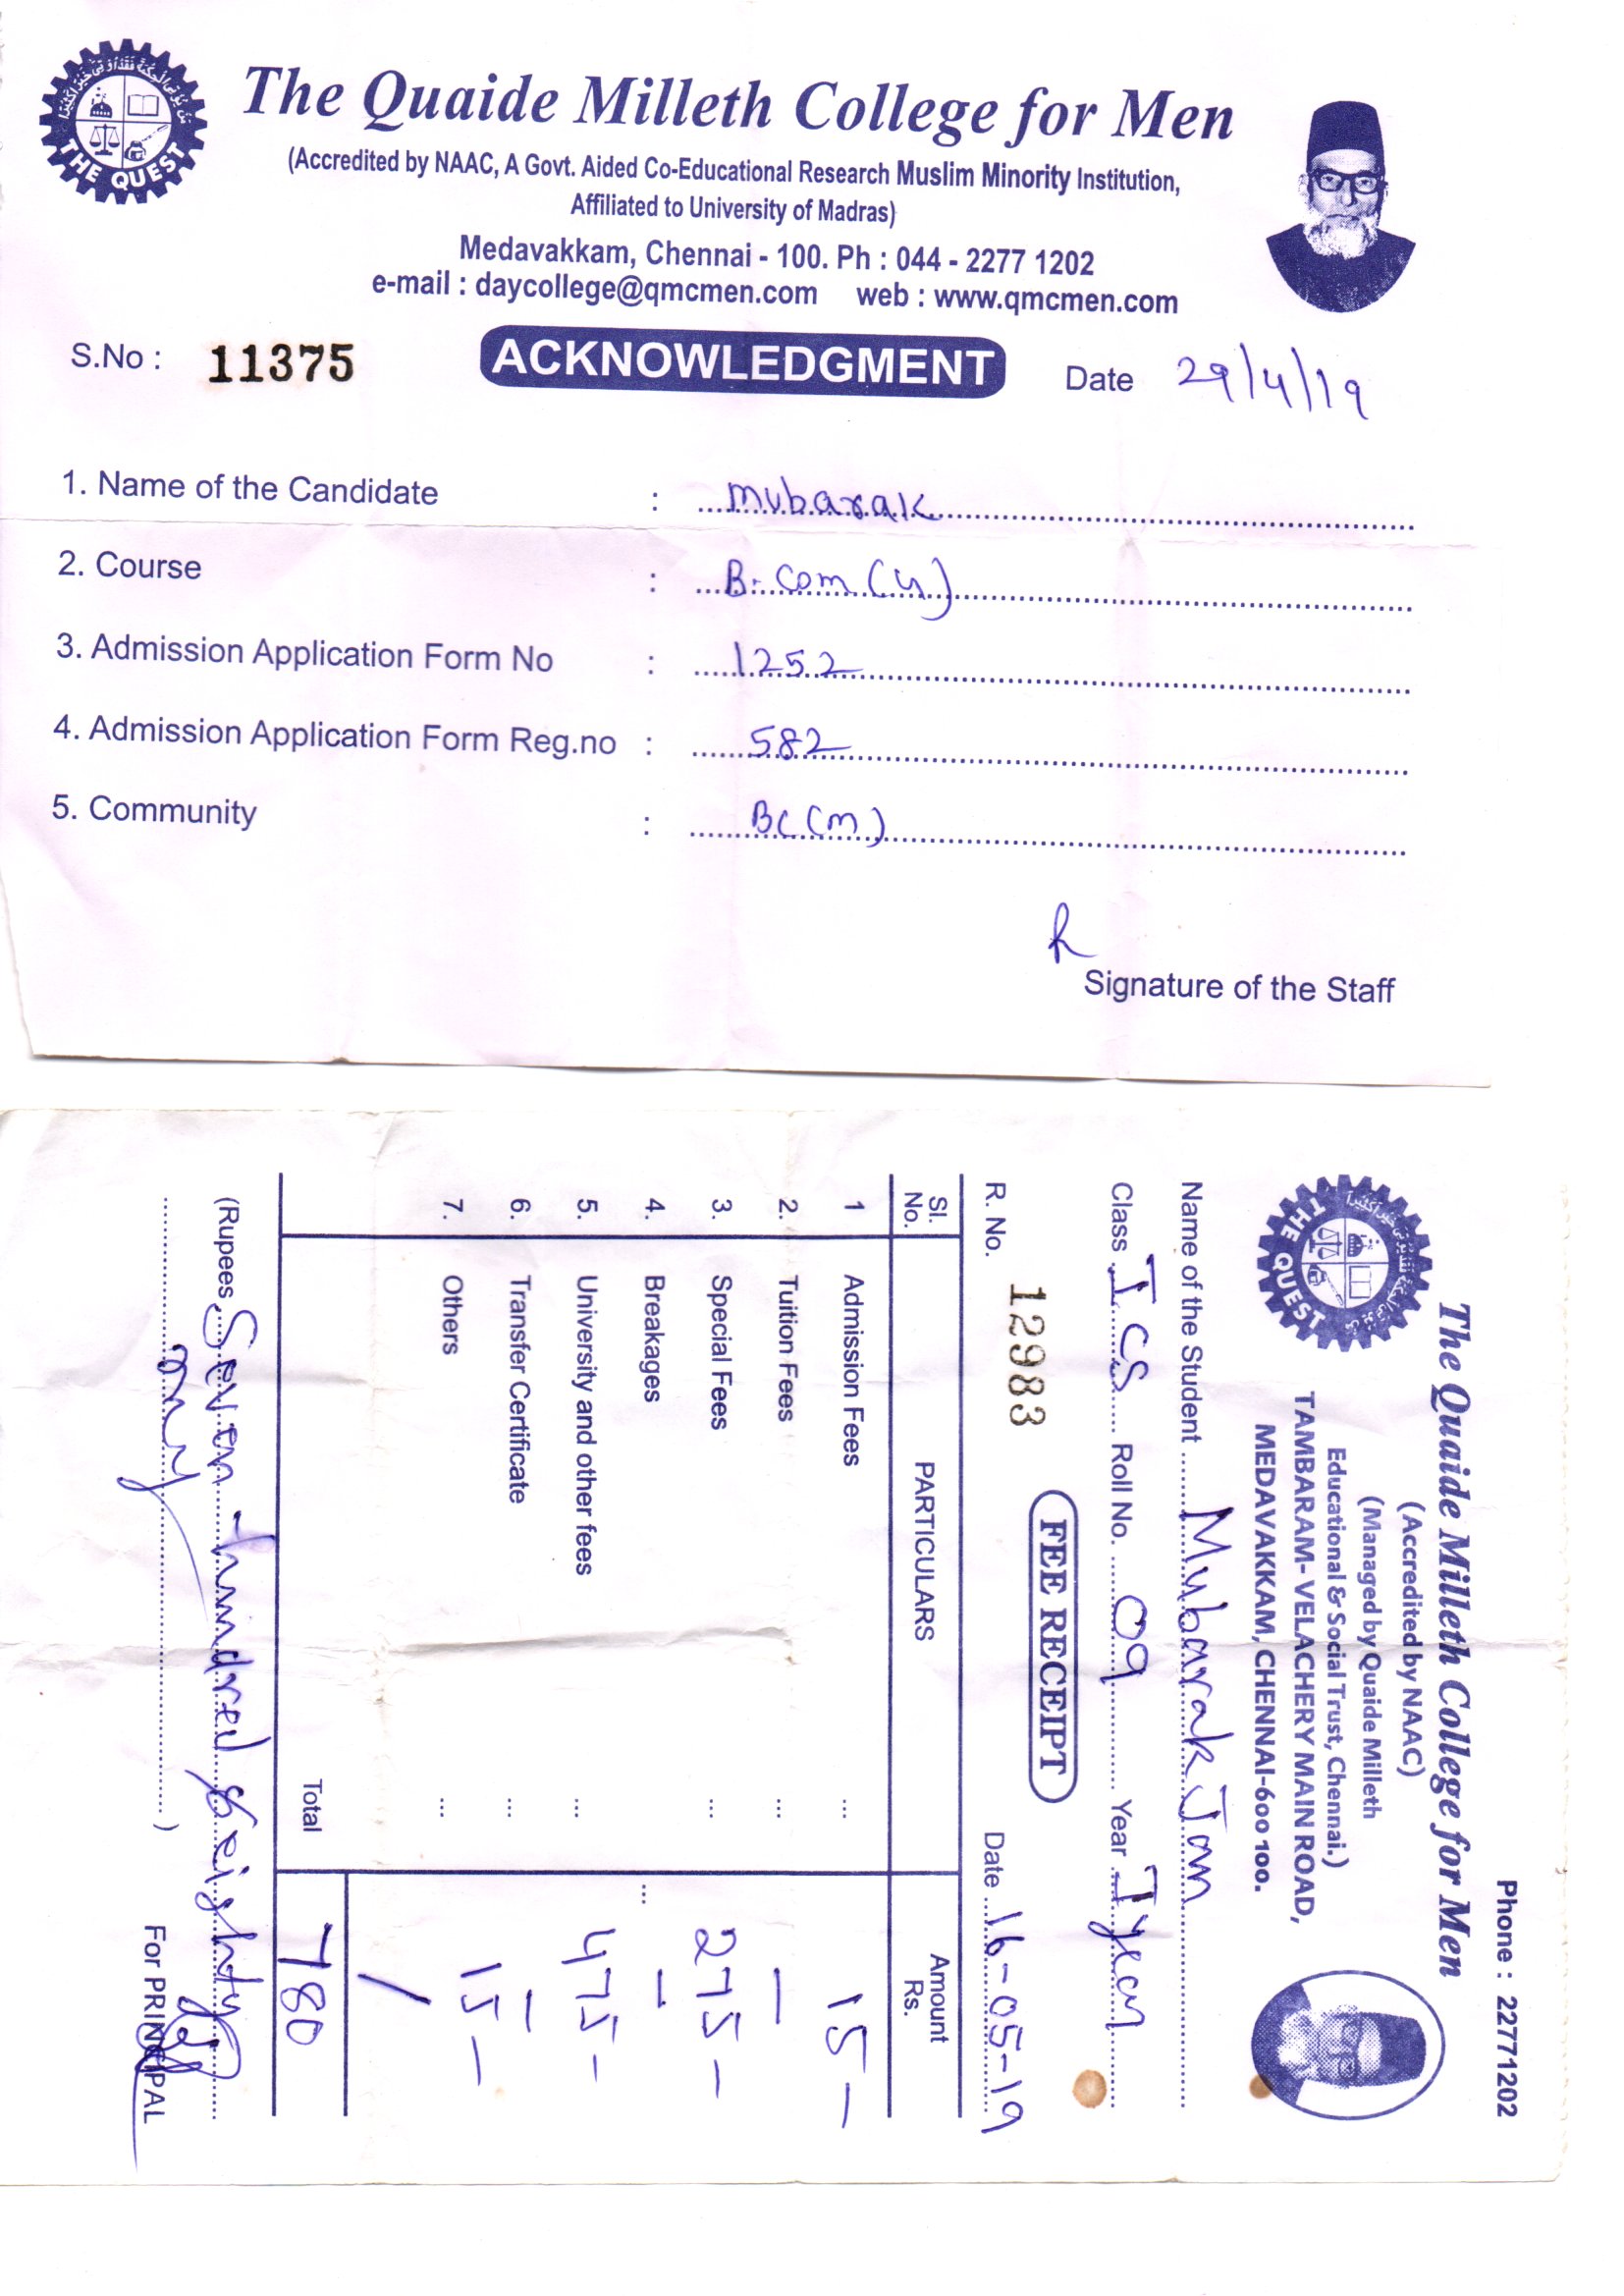 The Quaide Milleth College for Men
(Accredited by NAAC, A Govt. Aided Co-Educational Research Muslim Minority Institution,
Affiliated to University of Madras)
Medavakkam, Chennai - 100. Ph : 044 - 2277 1202
e-mail : daycollege@qmcmen.com web : www.qmcmen.com
THE QUEST
S.No : 11375 ACKNOWLEDGMENT Date 29/4/19
1. Name of the Candidate : Mubarak
2. Course : B.com (4)
3. Admission Application Form No : 1252
4. Admission Application Form Reg.no : 582
5. Community : BC (m)
Signature of the Staff
Phone : 22771202
The Quaide Milleth College for Men
(Accredited by NAAC)
(Managed by Quaide Milleth
Educational & Social Trust, Chennai.)
TAMBARAM- VELACHERY MAIN ROAD,
MEDAVAKKAM, CHENNAI-600 100.
THE QUEST
Name of the Student Mubarak Jan
Class I CS Roll No. 09 Year I year
FEE RECEIPT
R. No. 12983 Date 16-05-19
Sl. No. PARTICULARS Amount Rs.
1 Admission Fees ... 15 -
2. Tuition Fees ... —
3. Special Fees ... 275 -
4. Breakages ... —
5. University and other fees ... 475 -
6. Transfer Certificate ... —
7. Others ... 15 -
Total 780
(Rupees Seven hundred & eighty
only )
For PRINCIPAL